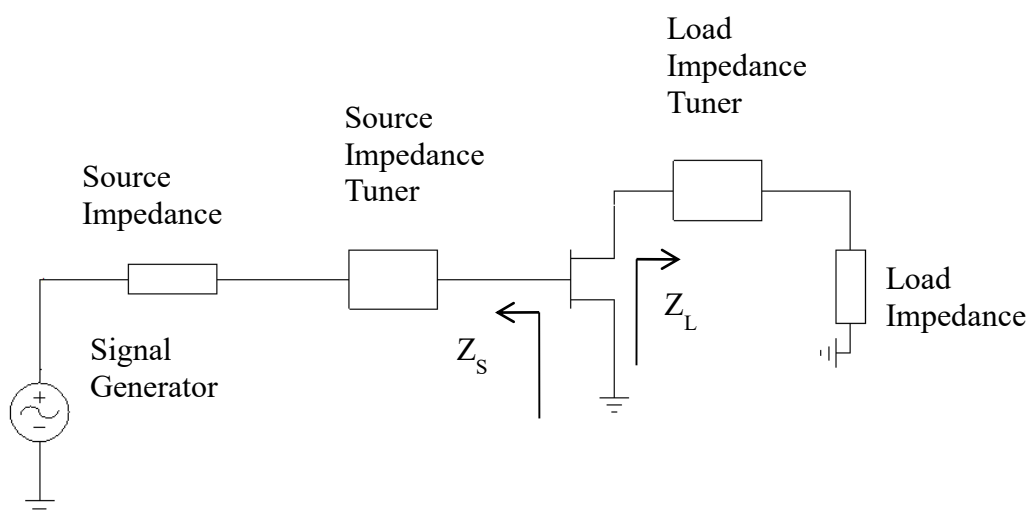 Load
Impedance
Tuner
Source
Impedance
Tuner
Source
Impedance
Load
Impedance
Z_L
Z_S
Signal
Generator
+
−